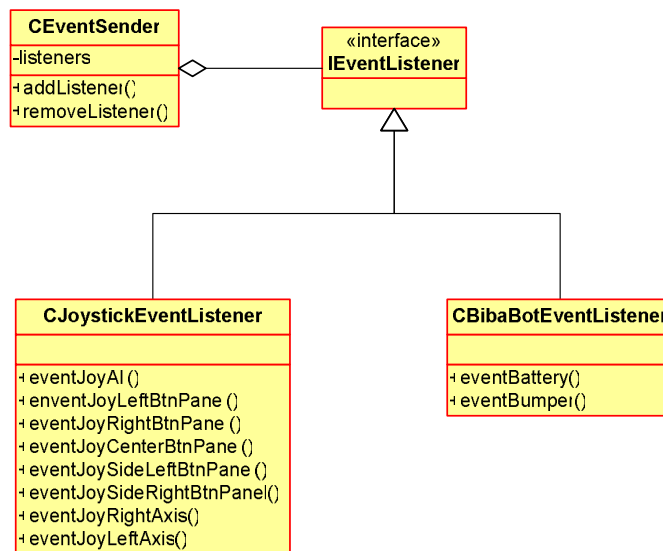 CEventSender
-listeners
+ addListener()
+ removeListener()
«interface»
IEventListener
CJoystickEventListener
+ eventJoyAl ()
+ enventJoyLeftBtnPane ()
+ eventJoyRightBtnPane ()
+ eventJoyCenterBtnPane ()
+ eventJoySideLeftBtnPane ()
+ eventJoySideRightBtnPanel()
+ eventJoyRightAxis()
+ eventJoyLeftAxis()
CBibaBotEventListener
+ eventBattery()
+ eventBumper()